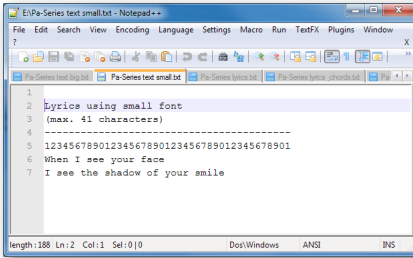 E:\Pa-Series text small.txt - Notepad++
File Edit Search View Encoding Language Settings Macro Run TextFX Plugins Window
? X
Pa-Series text big.txt Pa-Series text small.txt Pa-Series lyrics.txt Pa-Series lyrics_chords.txt Pa
1
2 Lyrics using small font
3 (max. 41 characters)
4 -----------------------------------------
5 12345678901234567890123456789012345678901
6 When I see your face
7 I see the shadow of your smile
length:188 Ln:2 Col:1 Sel:0|0 Dos\Windows ANSI INS